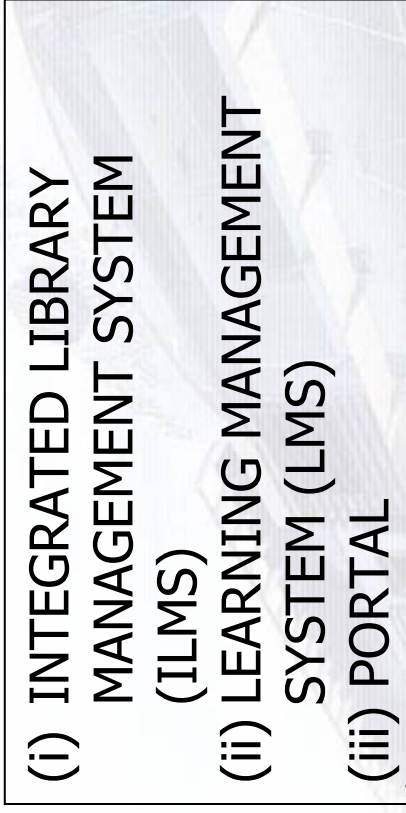 (i) INTEGRATED LIBRARY
MANAGEMENT SYSTEM
(ILMS)
(ii) LEARNING MANAGEMENT
SYSTEM (LMS)
(iii) PORTAL